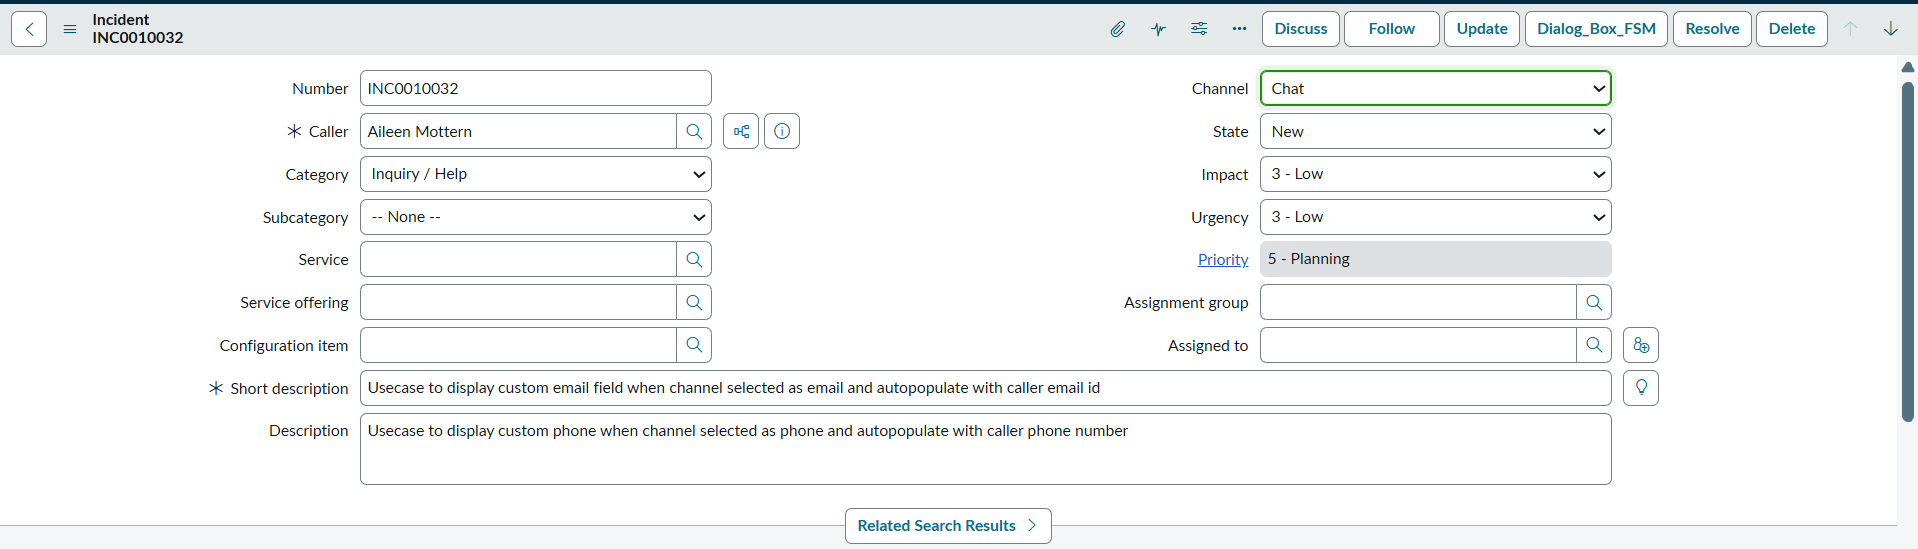 Incident
INC0010032
Discuss
Follow
Update
Dialog_Box_FSM
Resolve
Delete
Number INC0010032
Channel Chat
Caller Aileen Mottern
State New
Category Inquiry / Help
Impact 3 - Low
Subcategory -- None --
Urgency 3 - Low
Service
Priority 5 - Planning
Service offering
Assignment group
Configuration item
Assigned to
Short description Usecase to display custom email field when channel selected as email and autopopulate with caller email id
Description Usecase to display custom phone when channel selected as phone and autopopulate with caller phone number
Related Search Results